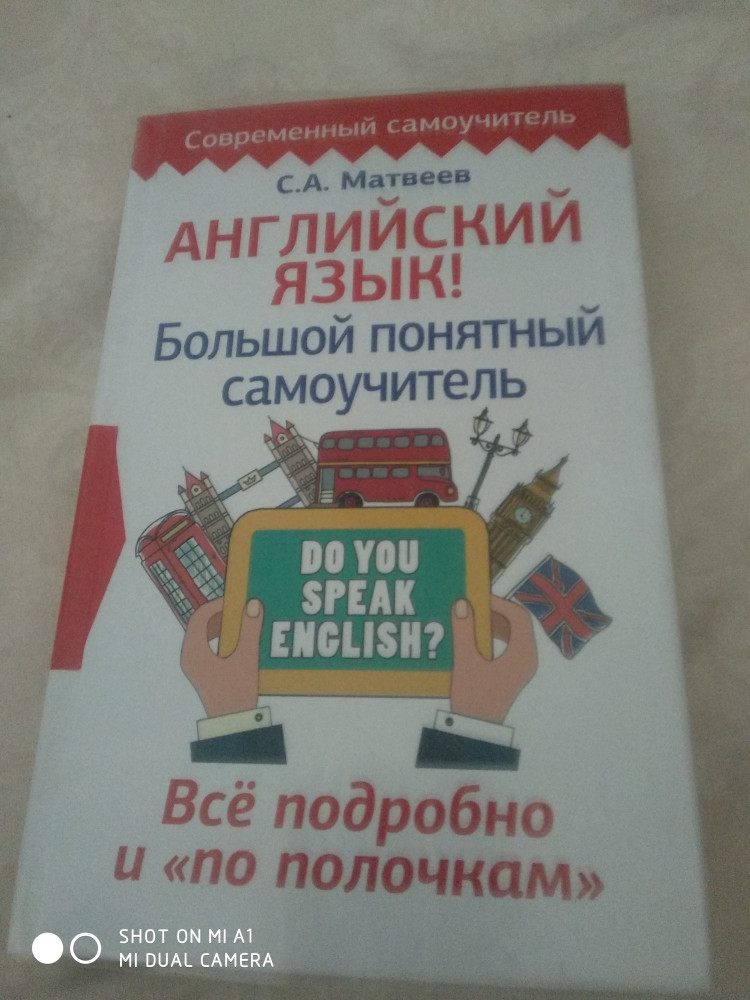 Современный самоучитель
С.А. Матвеев
АНГЛИЙСКИЙ
ЯЗЫК!
Большой понятный
самоучитель
DO YOU
SPEAK
ENGLISH?
Всё подробно
и «по полочкам»
SHOT ON MI A1
MI DUAL CAMERA